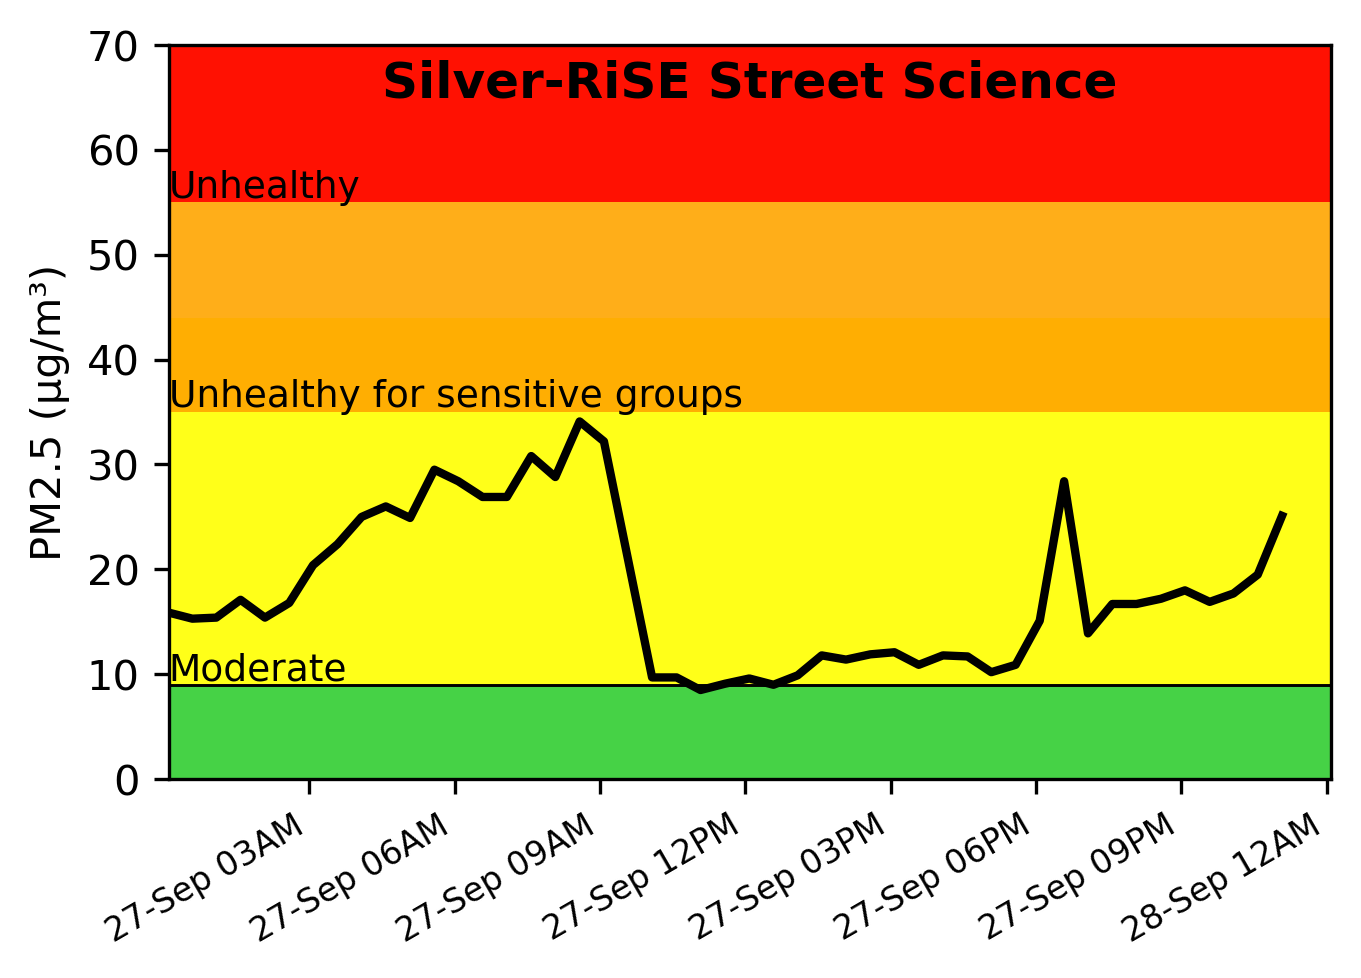 Silver-RiSE Street Science
70
60
50
40
30
20
10
0
PM2.5 (µg/m³)
Unhealthy
Unhealthy for sensitive groups
Moderate
27-Sep 03AM
27-Sep 06AM
27-Sep 09AM
27-Sep 12PM
27-Sep 03PM
27-Sep 06PM
27-Sep 09PM
28-Sep 12AM